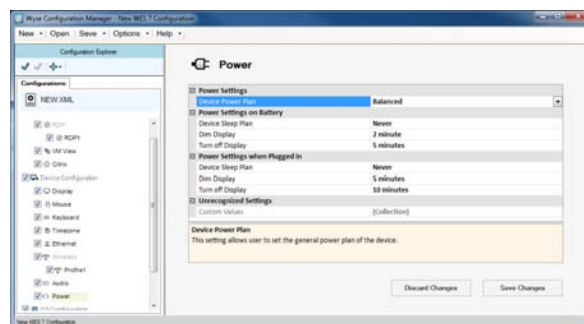 Wyse Configuration Manager - New WES 7 Configuration
New Open Save Options Help
Configuration Explorer
Configurations
NEW.XML
RDP
RDP1
VM View
Citrix
Device Configuration
Display
Mouse
Keyboard
Timezone
Ethernet
Wireless
Profile1
Audio
Power
Power
Power Settings
Device Power Plan Balanced
Power Settings on Battery
Device Sleep Plan Never
Dim Display 2 minute
Turn off Display 5 minutes
Power Settings when Plugged in
Device Sleep Plan Never
Dim Display 5 minutes
Turn off Display 10 minutes
Unrecognized Settings
Custom Values (Collection)
Device Power Plan
This setting allows user to set the general power plan of the device.
Discard Changes Save Changes
New WES 7 Configuration